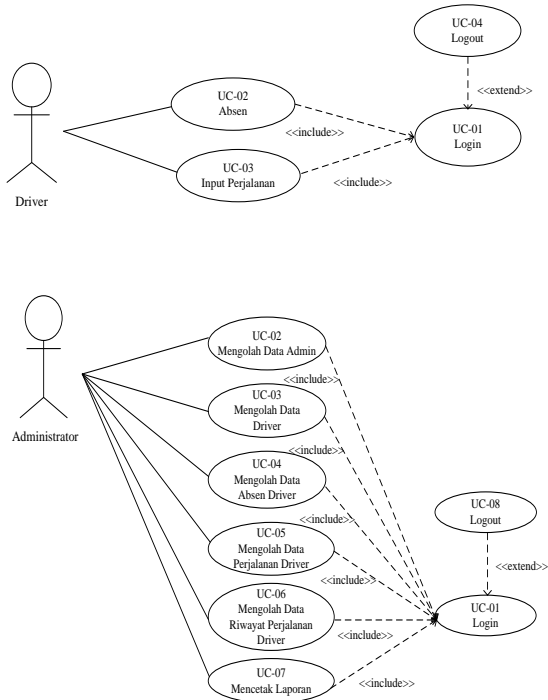 UC-04
Logout
<<extend>>
UC-02
Absen
<<include>>
UC-01
Login
UC-03
Input Perjalanan
<<include>>
Driver
UC-02
Mengolah Data Admin
<<include>>
UC-03
Mengolah Data
Driver
Administrator
<<include>>
UC-04
Mengolah Data
Absen Driver
<<include>>
UC-08
Logout
UC-05
Mengolah Data
Perjalanan Driver
<<extend>>
<<include>>
UC-06
Mengolah Data
Riwayat Perjalanan
Driver
UC-01
Login
<<include>>
UC-07
Mencetak Laporan
<<include>>